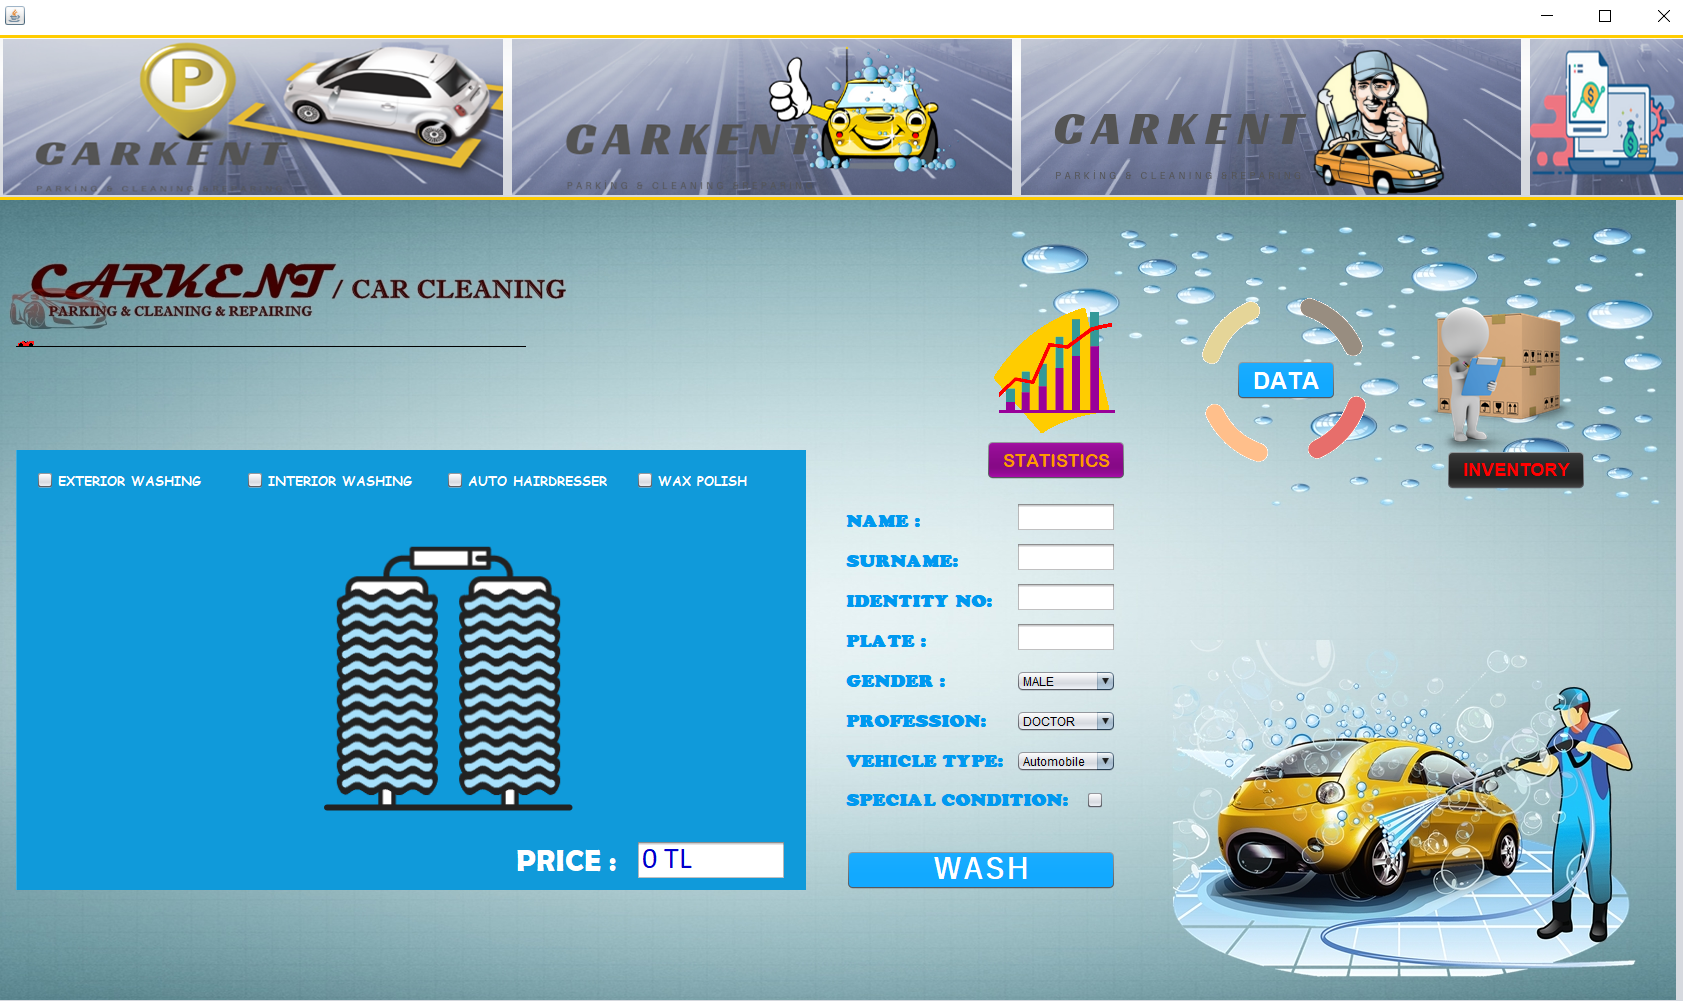 P
CARKENT
PARKING & CLEANING &REPAIRING
CARKENT
PARKING & CLEANING &REPAIRING
CARKENT
PARKING & CLEANING &REPAIRING
CARKENT / CAR CLEANING
PARKING & CLEANING & REPAIRING
DATA
STATISTICS
INVENTORY
EXTERIOR WASHING
INTERIOR WASHING
AUTO HAIRDRESSER
WAX POLISH
PRICE : 0 TL
NAME :
SURNAME:
IDENTITY NO:
PLATE :
GENDER : MALE
PROFESSION: DOCTOR
VEHICLE TYPE: Automobile
SPECIAL CONDITION:
WASH